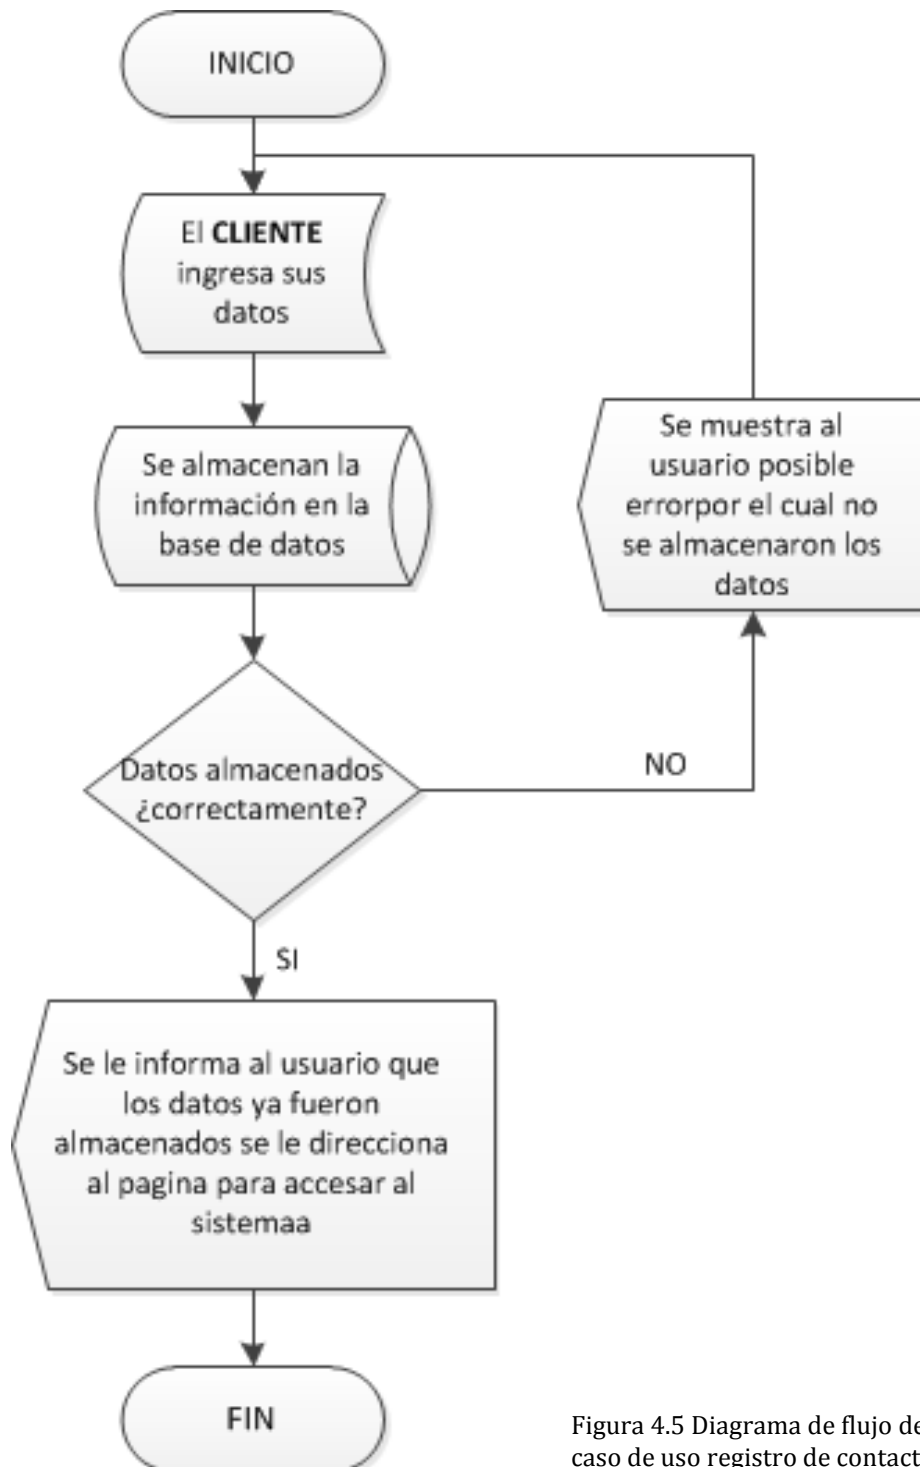 INICIO
El CLIENTE
ingresa sus
datos
Se almacenan la
información en la
base de datos
Se muestra al
usuario posible
errorpor el cual no
se almacenaron los
datos
Datos almacenados
¿correctamente?
NO
SI
Se le informa al usuario que
los datos ya fueron
almacenados se le direcciona
al pagina para accesar al
sistemaa
FIN
Figura 4.5 Diagrama de flujo de
caso de uso registro de contact